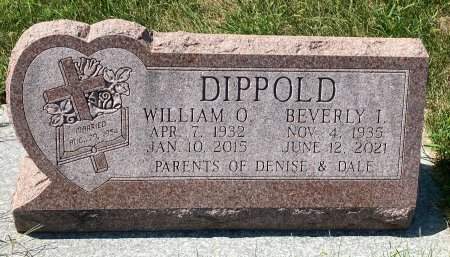 DIPPOLD
WILLIAM O. BEVERLY I.
APR. 7, 1932 NOV. 4, 1935
JAN. 10, 2015 JUNE 12, 2021
PARENTS OF DENISE & DALE
MARRIED
AUG.